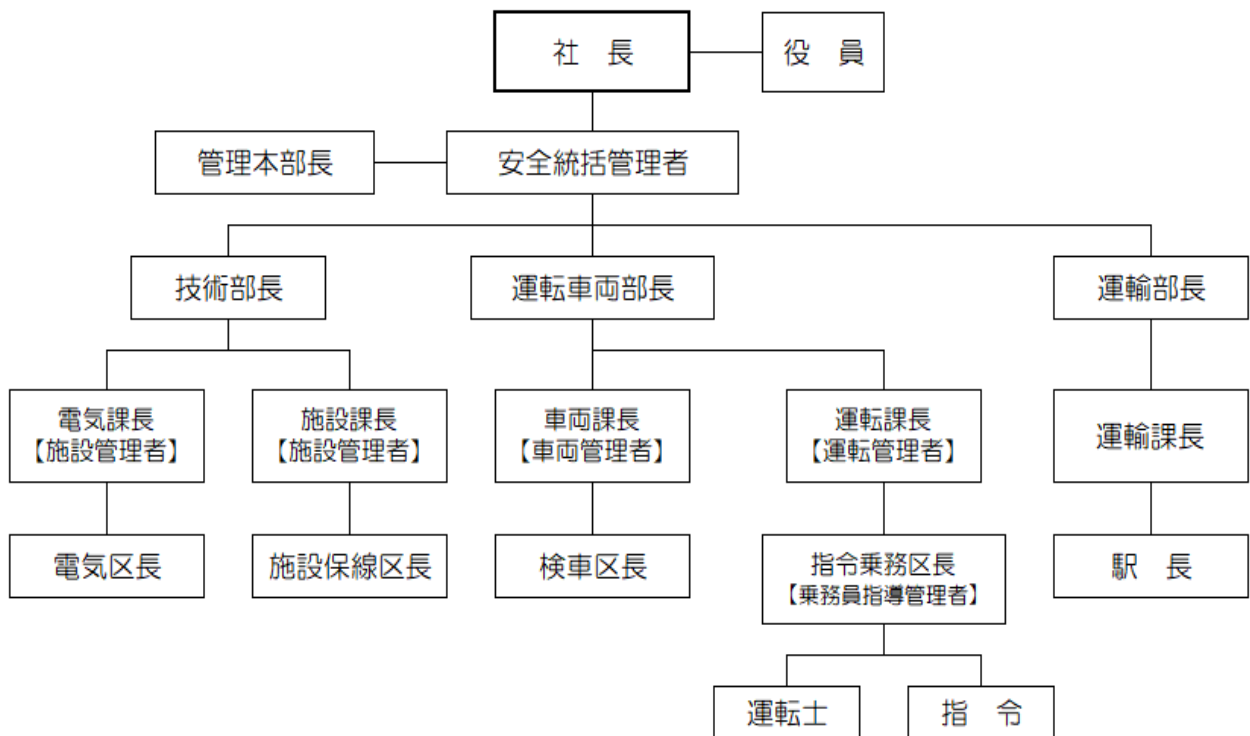 社　長
役　員
管理本部長
安全統括管理者
技術部長
運転車両部長
運輸部長
電気課長
【施設管理者】
施設課長
【施設管理者】
車両課長
【車両管理者】
運転課長
【運転管理者】
運輸課長
電気区長
施設保線区長
検車区長
指令乗務区長
【乗務員指導管理者】
駅　長
運転士
指　令